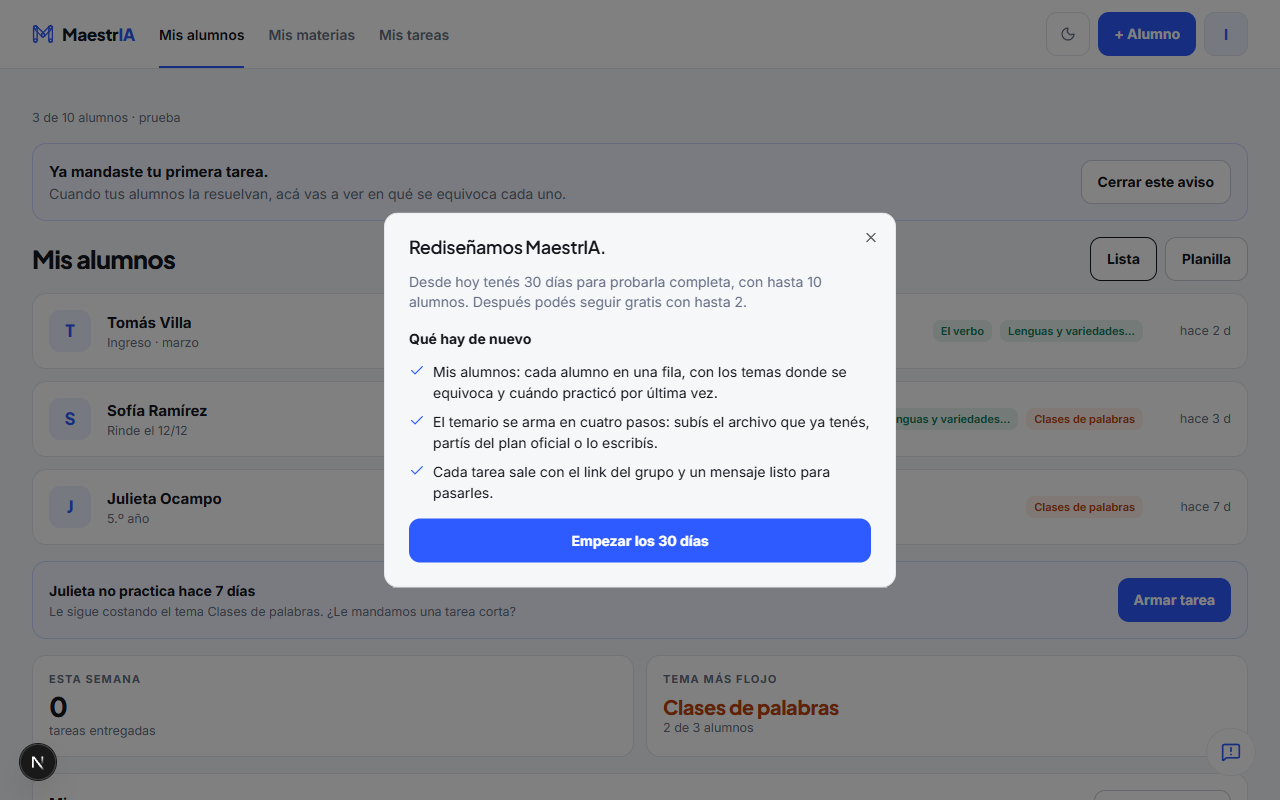 MaestrIA Mis alumnos Mis materias Mis tareas + Alumno I
3 de 10 alumnos · prueba
Ya mandaste tu primera tarea.
Cuando tus alumnos la resuelvan, acá vas a ver en qué se equivoca cada uno.
Cerrar este aviso
Mis alumnos
Lista Planilla
T Tomás Villa
Ingreso · marzo
El verbo Lenguas y variedades... hace 2 d
S Sofía Ramírez
Rinde el 12/12
nguas y variedades... Clases de palabras hace 3 d
J Julieta Ocampo
5.º año
Clases de palabras hace 7 d
Rediseñamos MaestrIA.
Desde hoy tenés 30 días para probarla completa, con hasta 10
alumnos. Después podés seguir gratis con hasta 2.
Qué hay de nuevo
Mis alumnos: cada alumno en una fila, con los temas donde se
equivoca y cuándo practicó por última vez.
El temario se arma en cuatro pasos: subís el archivo que ya tenés,
partís del plan oficial o lo escribís.
Cada tarea sale con el link del grupo y un mensaje listo para
pasarles.
Empezar los 30 días
Julieta no practica hace 7 días
Le sigue costando el tema Clases de palabras. ¿Le mandamos una tarea corta?
Armar tarea
ESTA SEMANA
0
tareas entregadas
TEMA MÁS FLOJO
Clases de palabras
2 de 3 alumnos
N